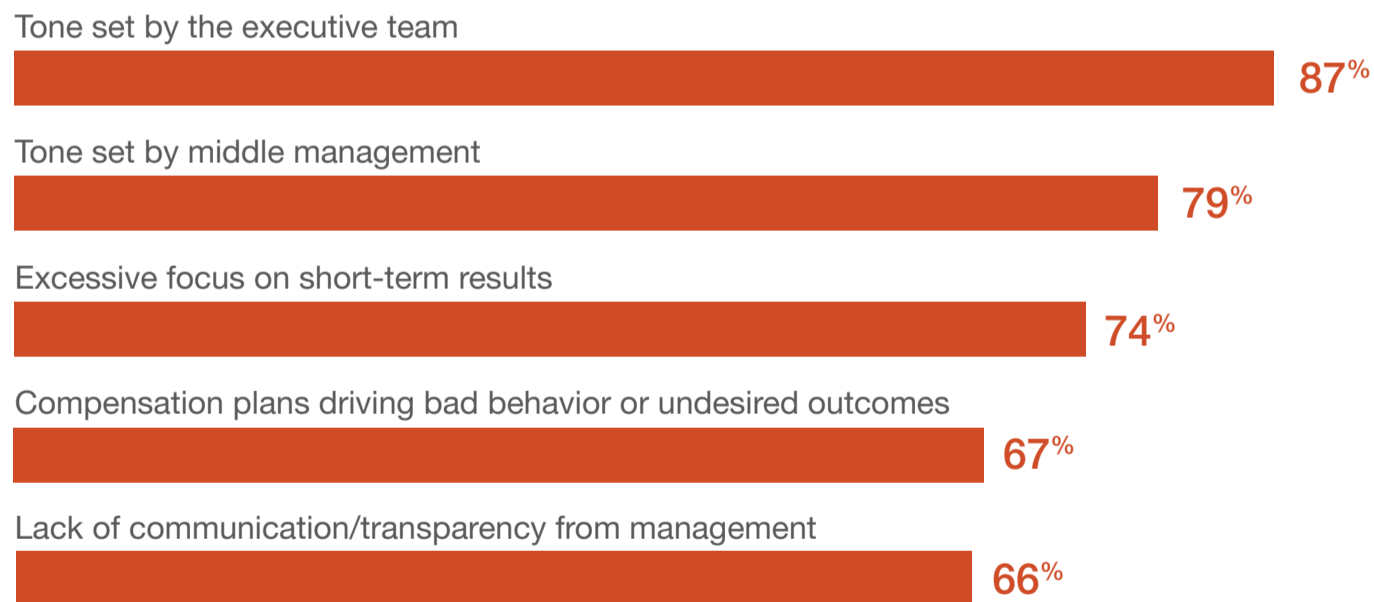 Tone set by the executive team
87%
Tone set by middle management
79%
Excessive focus on short-term results
74%
Compensation plans driving bad behavior or undesired outcomes
67%
Lack of communication/transparency from management
66%